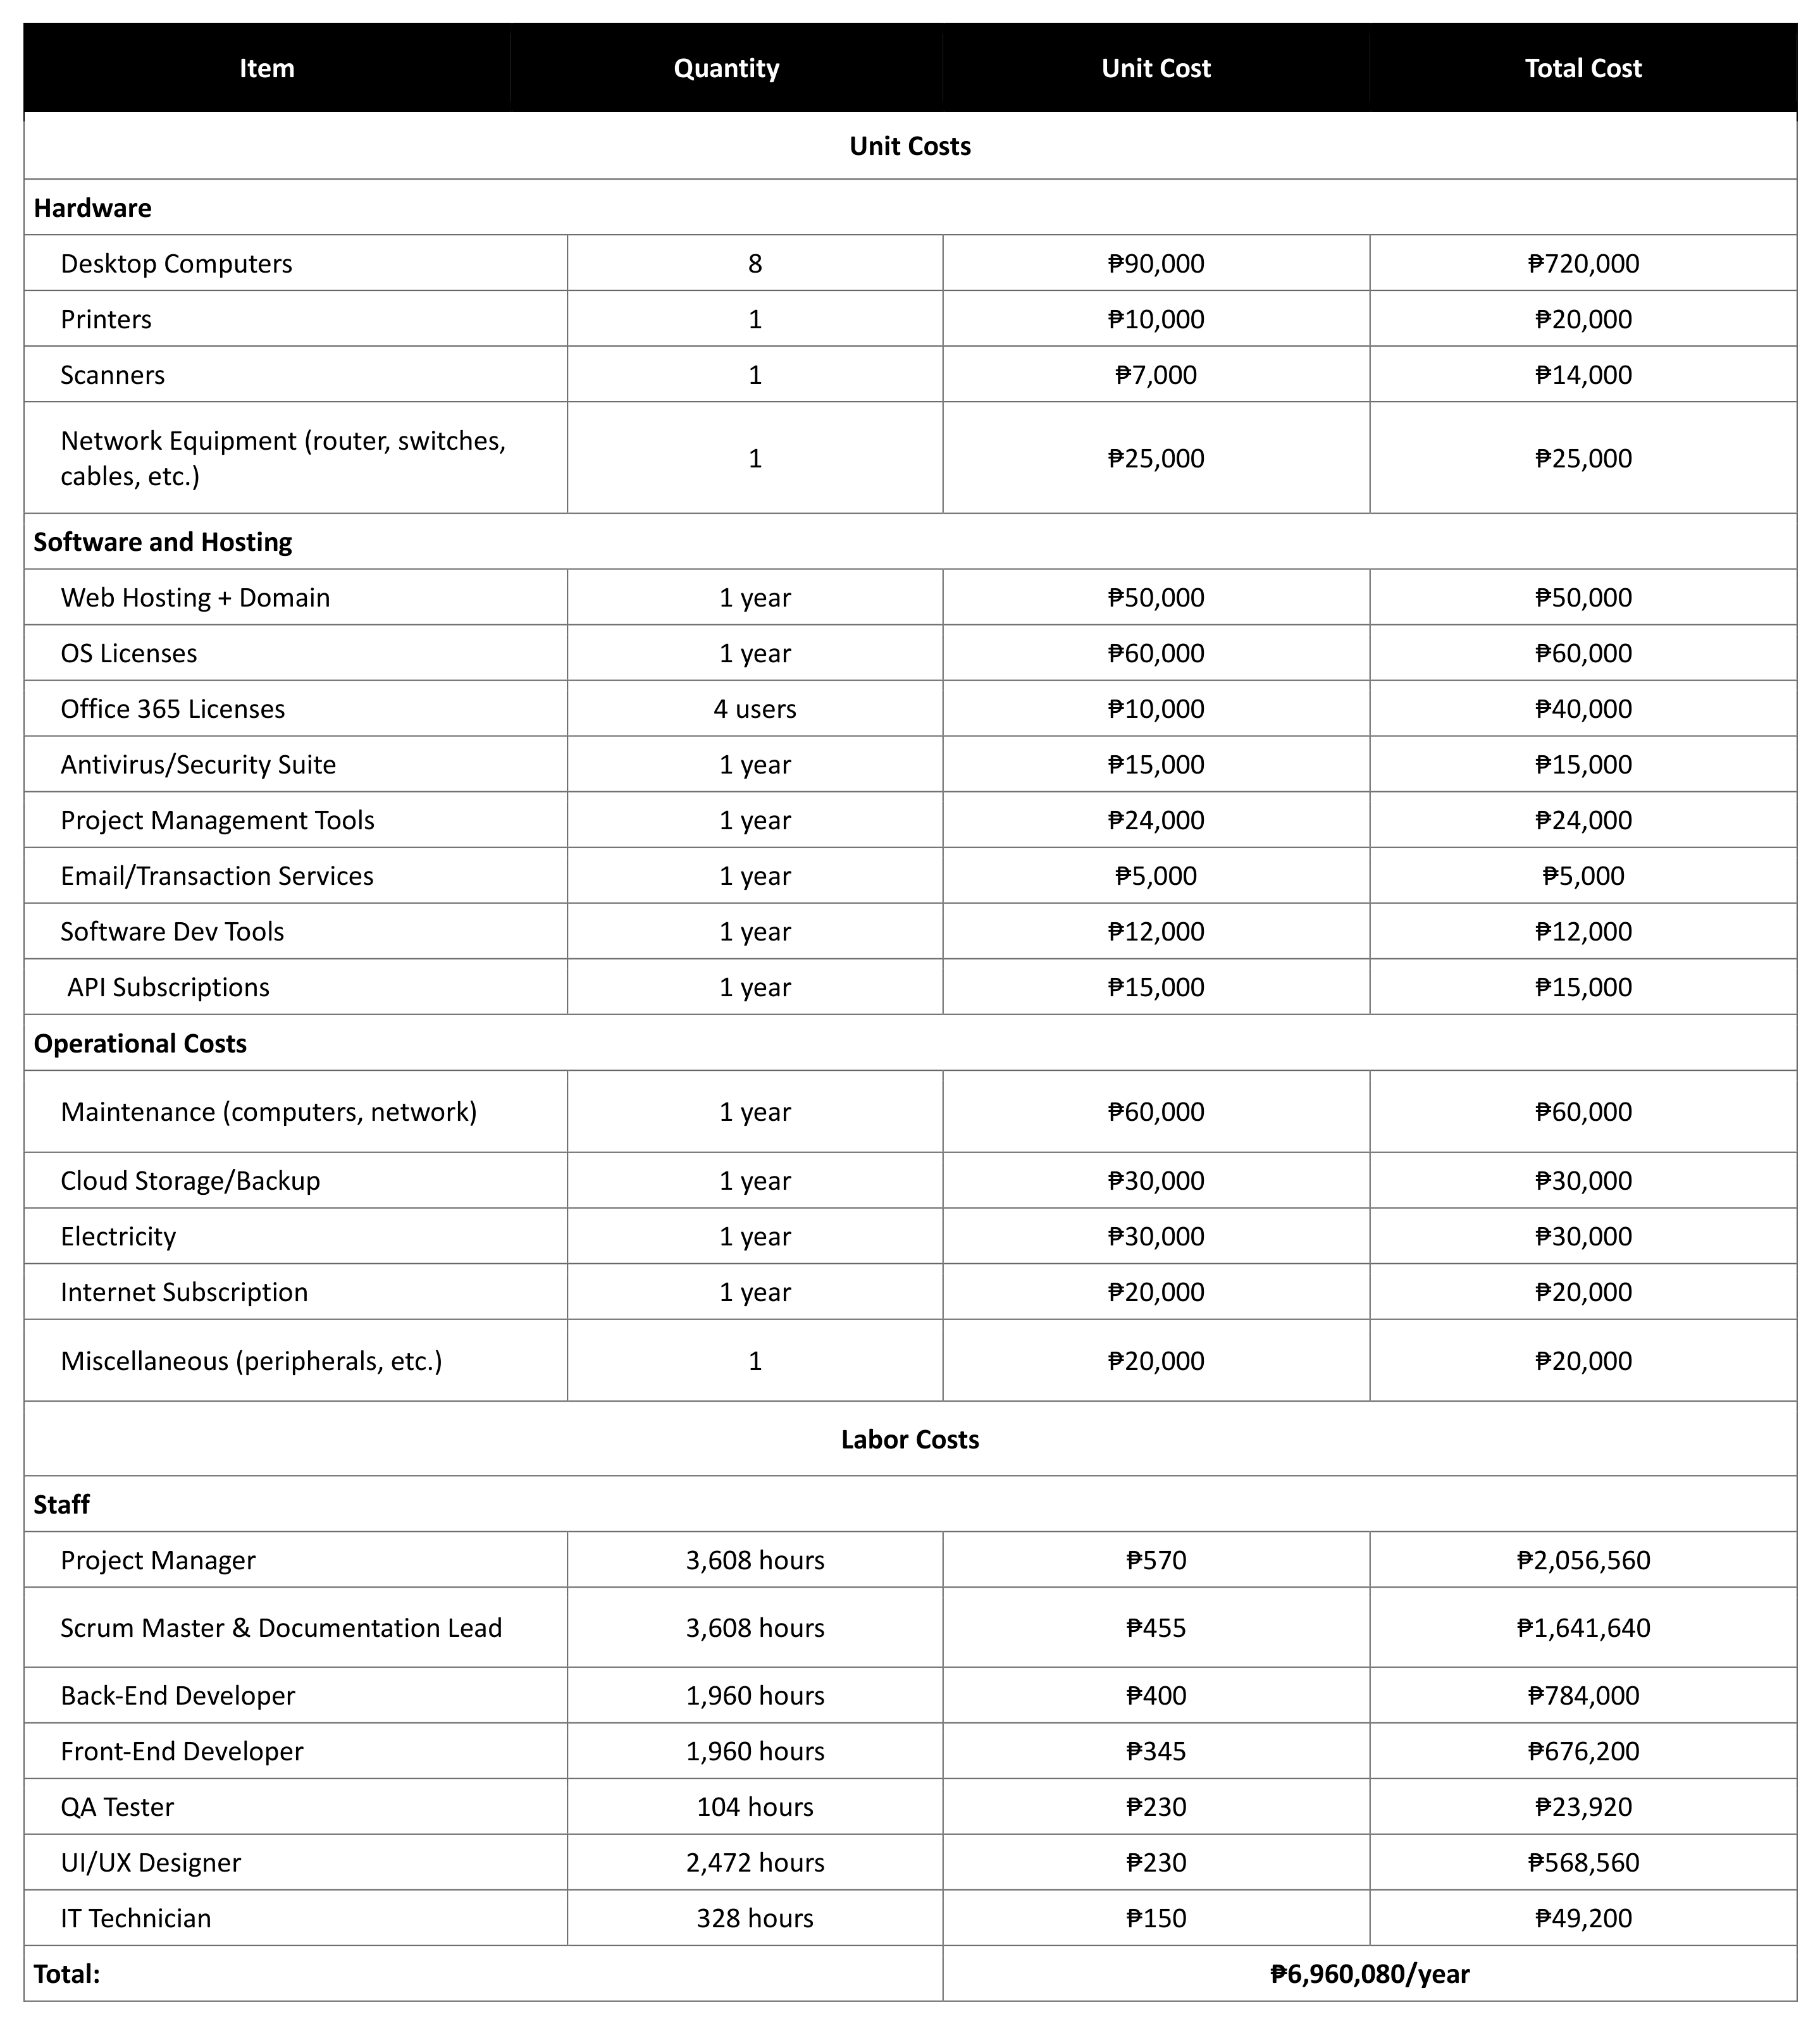 Item Quantity Unit Cost Total Cost
Unit Costs
Hardware
Desktop Computers 8 ₱90,000 ₱720,000
Printers 1 ₱10,000 ₱20,000
Scanners 1 ₱7,000 ₱14,000
Network Equipment (router, switches,
cables, etc.) 1 ₱25,000 ₱25,000
Software and Hosting
Web Hosting + Domain 1 year ₱50,000 ₱50,000
OS Licenses 1 year ₱60,000 ₱60,000
Office 365 Licenses 4 users ₱10,000 ₱40,000
Antivirus/Security Suite 1 year ₱15,000 ₱15,000
Project Management Tools 1 year ₱24,000 ₱24,000
Email/Transaction Services 1 year ₱5,000 ₱5,000
Software Dev Tools 1 year ₱12,000 ₱12,000
API Subscriptions 1 year ₱15,000 ₱15,000
Operational Costs
Maintenance (computers, network) 1 year ₱60,000 ₱60,000
Cloud Storage/Backup 1 year ₱30,000 ₱30,000
Electricity 1 year ₱30,000 ₱30,000
Internet Subscription 1 year ₱20,000 ₱20,000
Miscellaneous (peripherals, etc.) 1 ₱20,000 ₱20,000
Labor Costs
Staff
Project Manager 3,608 hours ₱570 ₱2,056,560
Scrum Master & Documentation Lead 3,608 hours ₱455 ₱1,641,640
Back-End Developer 1,960 hours ₱400 ₱784,000
Front-End Developer 1,960 hours ₱345 ₱676,200
QA Tester 104 hours ₱230 ₱23,920
UI/UX Designer 2,472 hours ₱230 ₱568,560
IT Technician 328 hours ₱150 ₱49,200
Total: ₱6,960,080/year